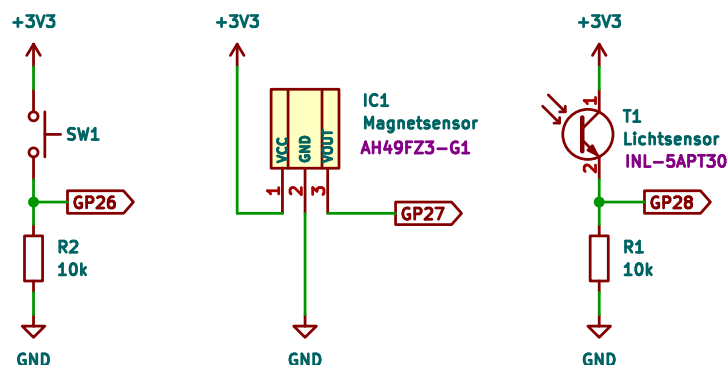 +3V3
SW1
GP26
R2
10k
GND
+3V3
IC1
Magnetsensor
AH49FZ3-G1
VCC
GND
VOUT
1
2
3
GP27
GND
+3V3
1
T1
Lichtsensor
INL-5APT30
2
GP28
R1
10k
GND